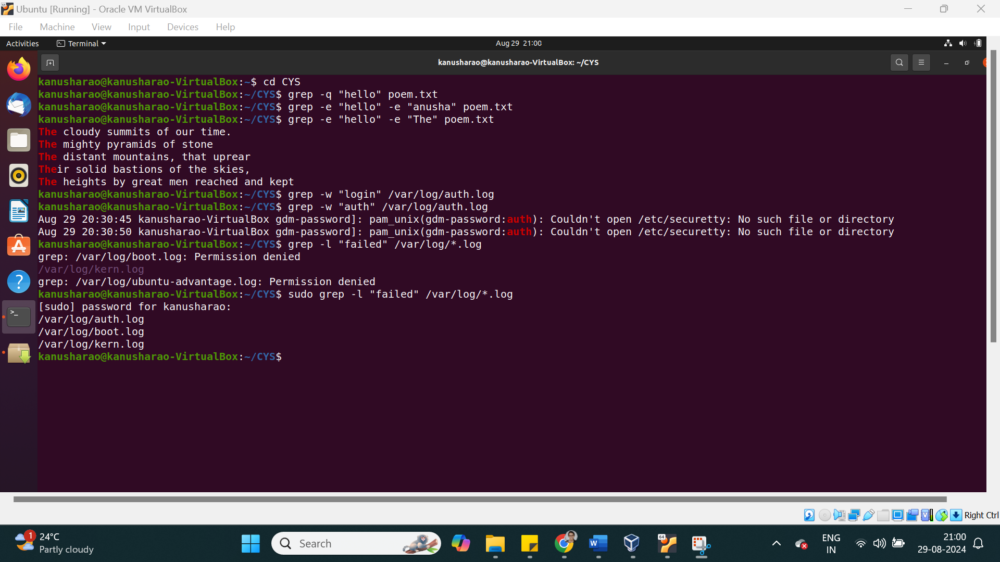 Ubuntu [Running] - Oracle VM VirtualBox
File Machine View Input Devices Help
Activities Terminal Aug 29 21:00
kanusharao@kanusharao-VirtualBox: ~/CYS
kanusharao@kanusharao-VirtualBox:~$ cd CYS
kanusharao@kanusharao-VirtualBox:~/CYS$ grep -q "hello" poem.txt
kanusharao@kanusharao-VirtualBox:~/CYS$ grep -e "hello" -e "anusha" poem.txt
kanusharao@kanusharao-VirtualBox:~/CYS$ grep -e "hello" -e "The" poem.txt
The cloudy summits of our time.
The mighty pyramids of stone
The distant mountains, that uprear
Their solid bastions of the skies,
The heights by great men reached and kept
kanusharao@kanusharao-VirtualBox:~/CYS$ grep -w "login" /var/log/auth.log
kanusharao@kanusharao-VirtualBox:~/CYS$ grep -w "auth" /var/log/auth.log
Aug 29 20:30:45 kanusharao-VirtualBox gdm-password]: pam_unix(gdm-password:auth): Couldn't open /etc/securetty: No such file or directory
Aug 29 20:30:50 kanusharao-VirtualBox gdm-password]: pam_unix(gdm-password:auth): Couldn't open /etc/securetty: No such file or directory
kanusharao@kanusharao-VirtualBox:~/CYS$ grep -l "failed" /var/log/*.log
grep: /var/log/boot.log: Permission denied
/var/log/kern.log
grep: /var/log/ubuntu-advantage.log: Permission denied
kanusharao@kanusharao-VirtualBox:~/CYS$ sudo grep -l "failed" /var/log/*.log
[sudo] password for kanusharao:
/var/log/auth.log
/var/log/boot.log
/var/log/kern.log
kanusharao@kanusharao-VirtualBox:~/CYS$
Right Ctrl
1 24°C
Partly cloudy
Search
64
W
ENG
IN
21:00
29-08-2024